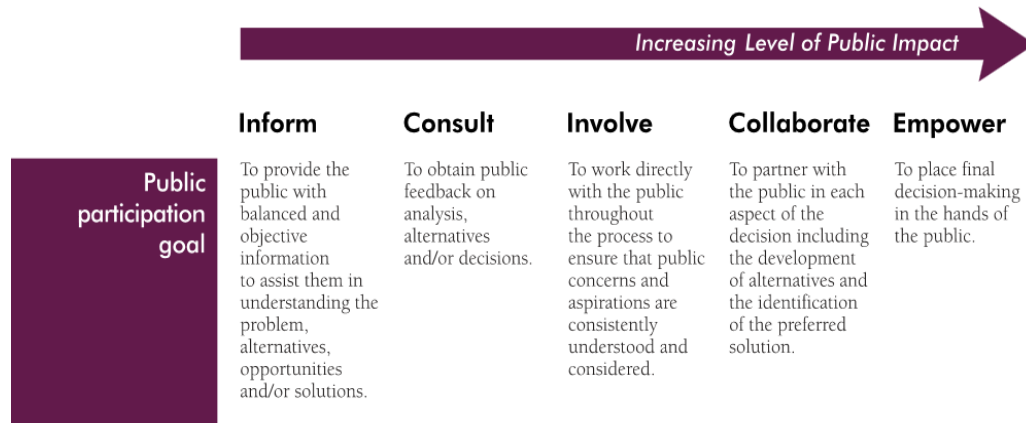 Increasing Level of Public Impact
Inform
Consult
Involve
Collaborate
Empower
Public
participation
goal
To provide the
public with
balanced and
objective
information
to assist them in
understanding the
problem,
alternatives,
opportunities
and/or solutions.
To obtain public
feedback on
analysis,
alternatives
and/or decisions.
To work directly
with the public
throughout
the process to
ensure that public
concerns and
aspirations are
consistently
understood and
considered.
To partner with
the public in each
aspect of the
decision including
the development
of alternatives and
the identification
of the preferred
solution.
To place final
decision-making
in the hands of
the public.